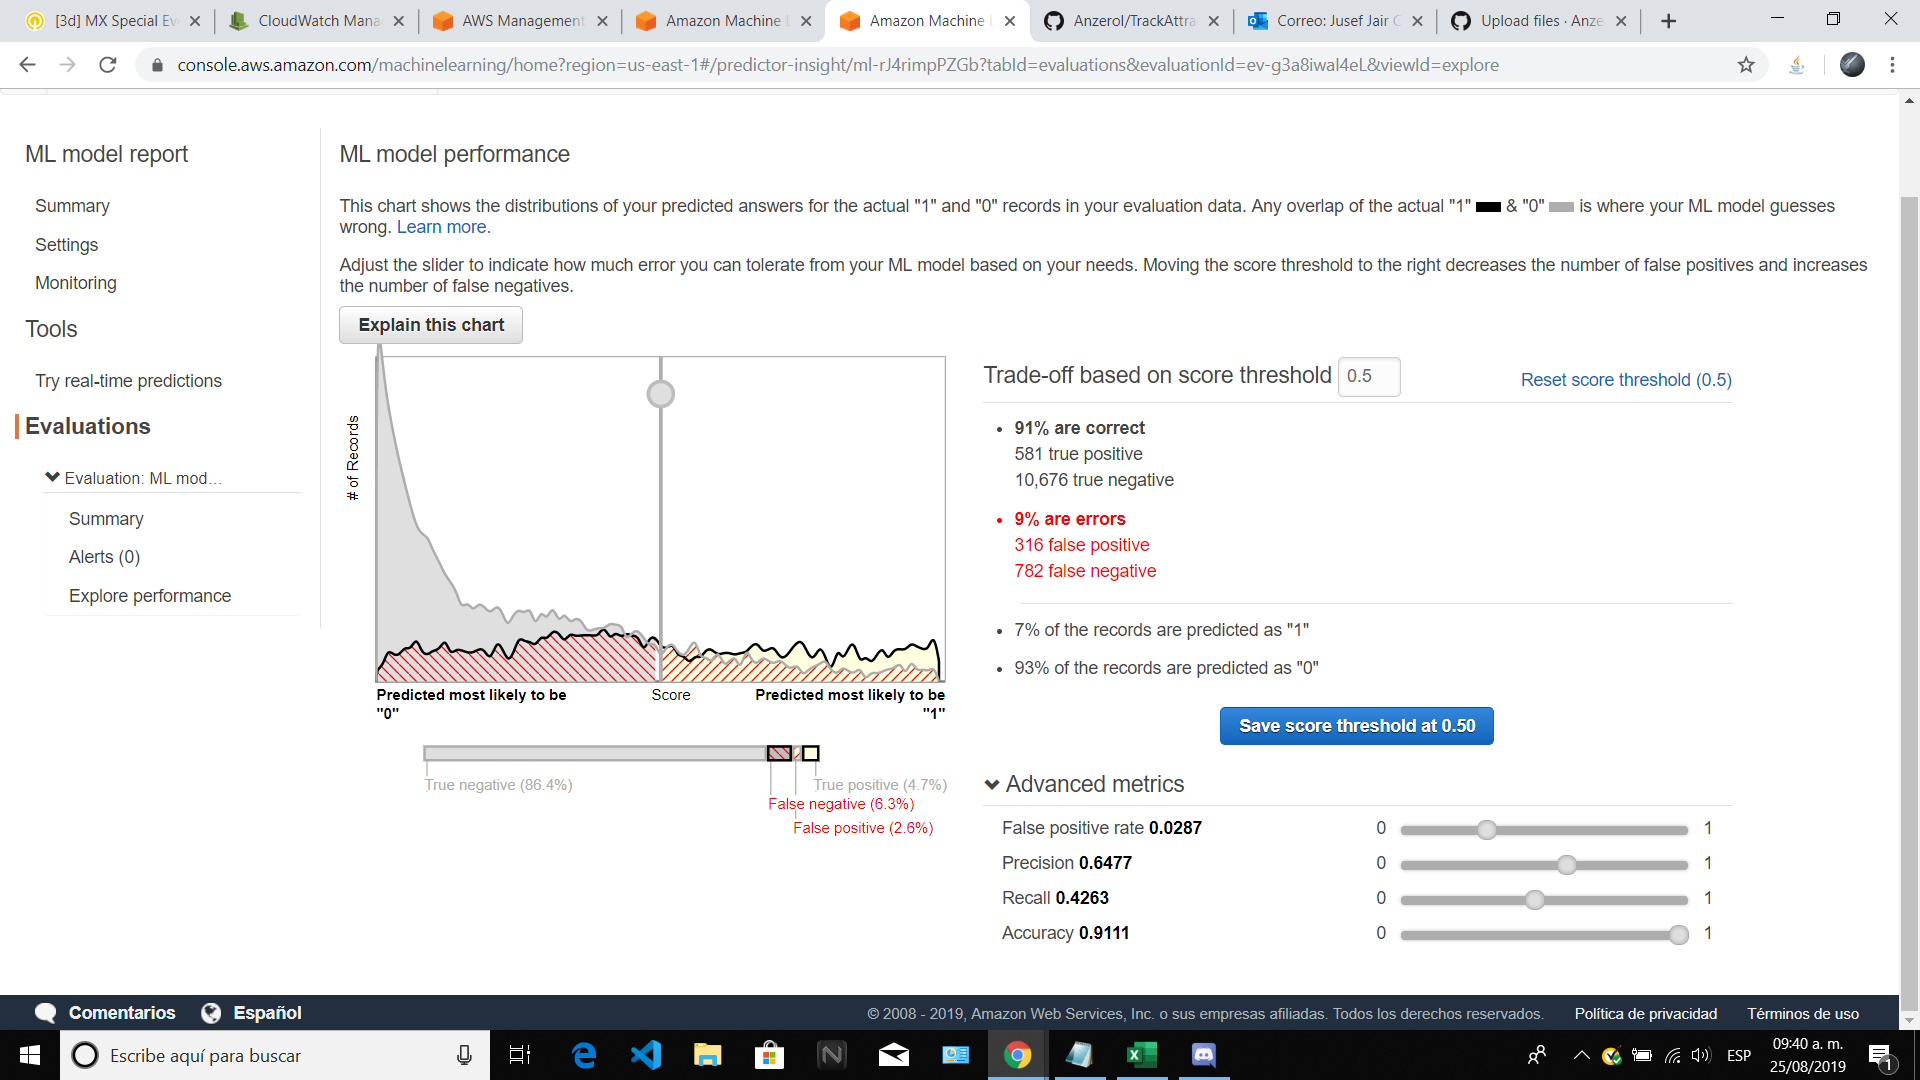 [3d] MX Special Ev
CloudWatch Mana
AWS Management
Amazon Machine L
Amazon Machine L
Anzerol/TrackAttra
Correo: Jusef Jair C
Upload files · Anze
console.aws.amazon.com/machinelearning/home?region=us-east-1#/predictor-insight/ml-rJ4rimpPZGb?tabId=evaluations&evaluationId=ev-g3a8iwaI4eL&viewId=explore
ML model report
Summary
Settings
Monitoring
Tools
Try real-time predictions
Evaluations
Evaluation: ML mod...
Summary
Alerts (0)
Explore performance
ML model performance
This chart shows the distributions of your predicted answers for the actual "1" and "0" records in your evaluation data. Any overlap of the actual "1" & "0" is where your ML model guesses
wrong. Learn more.
Adjust the slider to indicate how much error you can tolerate from your ML model based on your needs. Moving the score threshold to the right decreases the number of false positives and increases
the number of false negatives.
Explain this chart
# of Records
Predicted most likely to be
"0"
Score
Predicted most likely to be
"1"
True negative (86.4%)
True positive (4.7%)
False negative (6.3%)
False positive (2.6%)
Trade-off based on score threshold 0.5
Reset score threshold (0.5)
91% are correct
581 true positive
10,676 true negative
9% are errors
316 false positive
782 false negative
7% of the records are predicted as "1"
93% of the records are predicted as "0"
Save score threshold at 0.50
Advanced metrics
False positive rate 0.0287 0 1
Precision 0.6477 0 1
Recall 0.4263 0 1
Accuracy 0.9111 0 1
Comentarios
Español
© 2008 - 2019, Amazon Web Services, Inc. o sus empresas afiliadas. Todos los derechos reservados.
Política de privacidad
Términos de uso
Escribe aquí para buscar
ESP
09:40 a. m.
25/08/2019
1